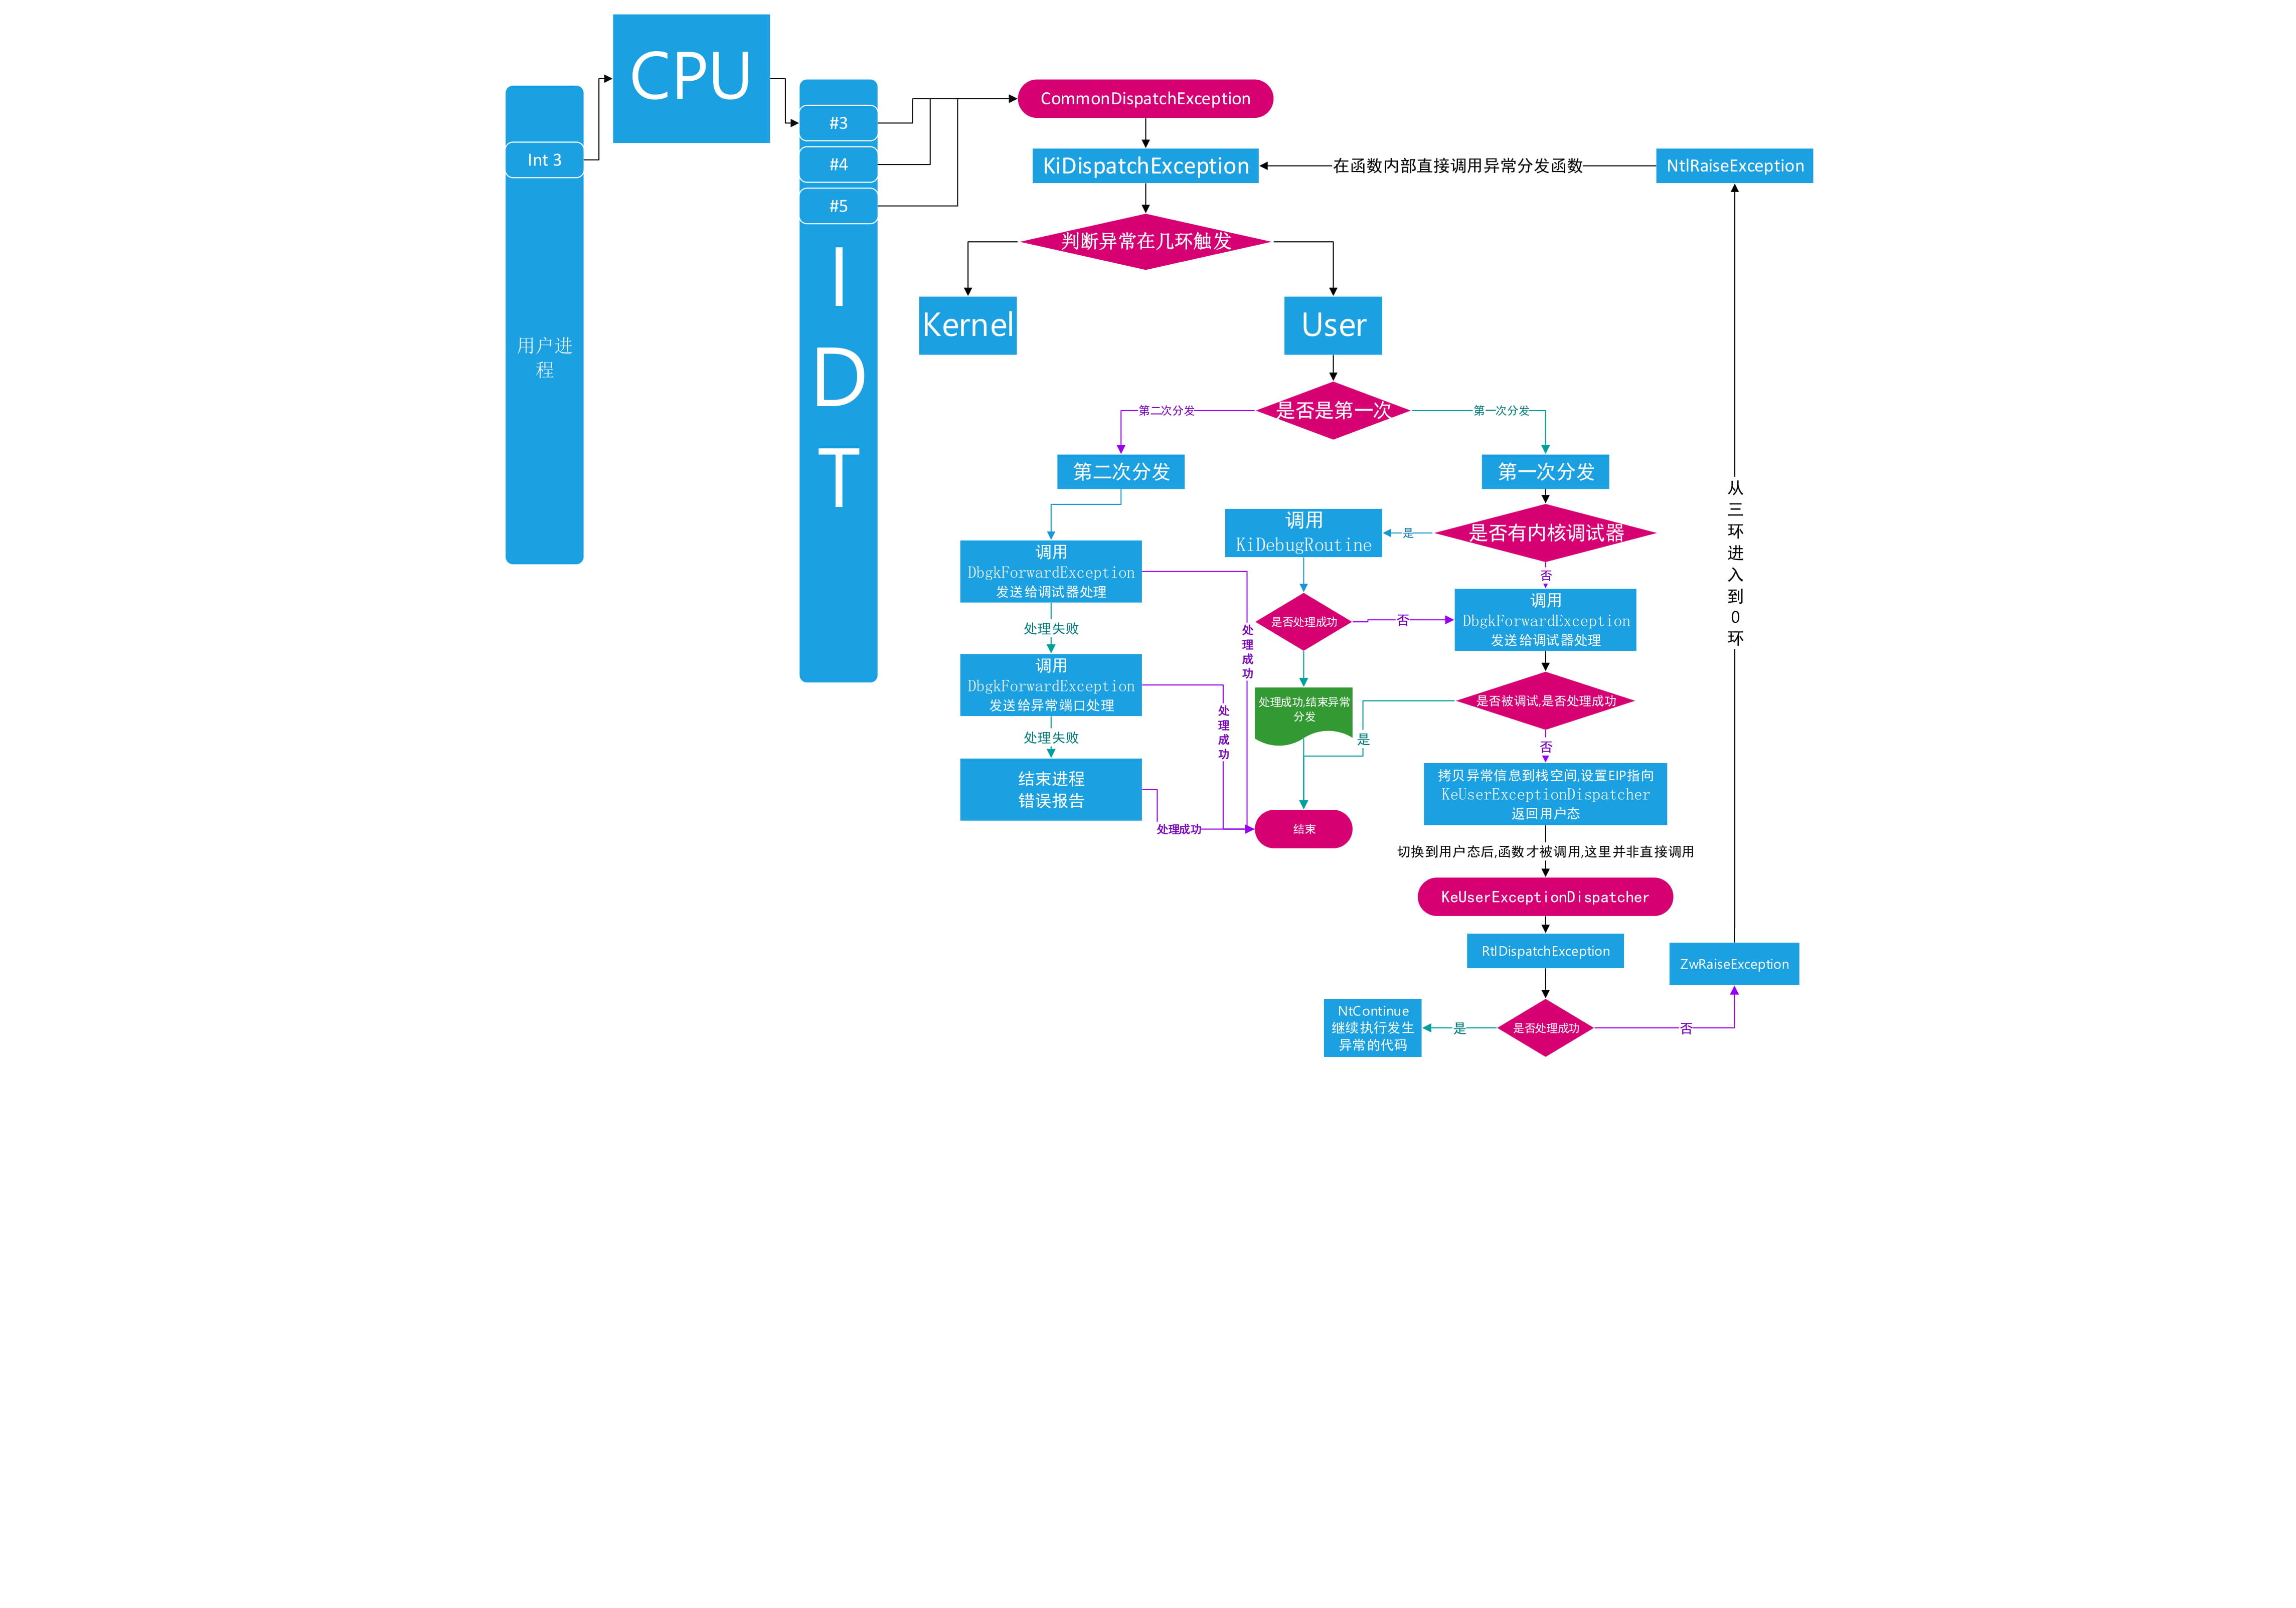 CPU
Int 3
用户进
程
#3
#4
#5
I
D
T
CommonDispatchException
KiDispatchException
在函数内部直接调用异常分发函数
NtlRaiseException
判断异常在几环触发
Kernel
User
是否是第一次
第二次分发
第一次分发
第二次分发
第一次分发
是否有内核调试器
是
否
调用
KiDebugRoutine
调用
DbgkForwardException
发送给调试器处理
处理失败
处理成功
调用
DbgkForwardException
发送给异常端口处理
处理失败
处理成功
结束进程
错误报告
处理成功
是否处理成功
否
处理成功,结束异常
分发
结束
调用
DbgkForwardException
发送给调试器处理
是否被调试,是否处理成功
是
否
拷贝异常信息到栈空间,设置EIP指向
KeUserExceptionDispatcher
返回用户态
切换到用户态后,函数才被调用,这里并非直接调用
KeUserExceptionDispatcher
RtlDispatchException
是否处理成功
是
NtContinue
继续执行发生
异常的代码
否
ZwRaiseException
从三环进入到0环